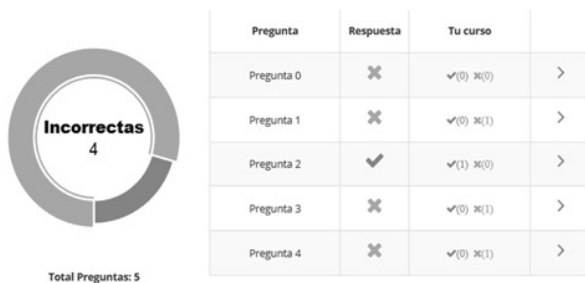 Incorrectas
4
Total Preguntas: 5
Pregunta Respuesta Tu curso
Pregunta 0 ✖ ✔(0) ✖(0) >
Pregunta 1 ✖ ✔(0) ✖(1) >
Pregunta 2 ✔ ✔(1) ✖(0) >
Pregunta 3 ✖ ✔(0) ✖(1) >
Pregunta 4 ✖ ✔(0) ✖(1) >